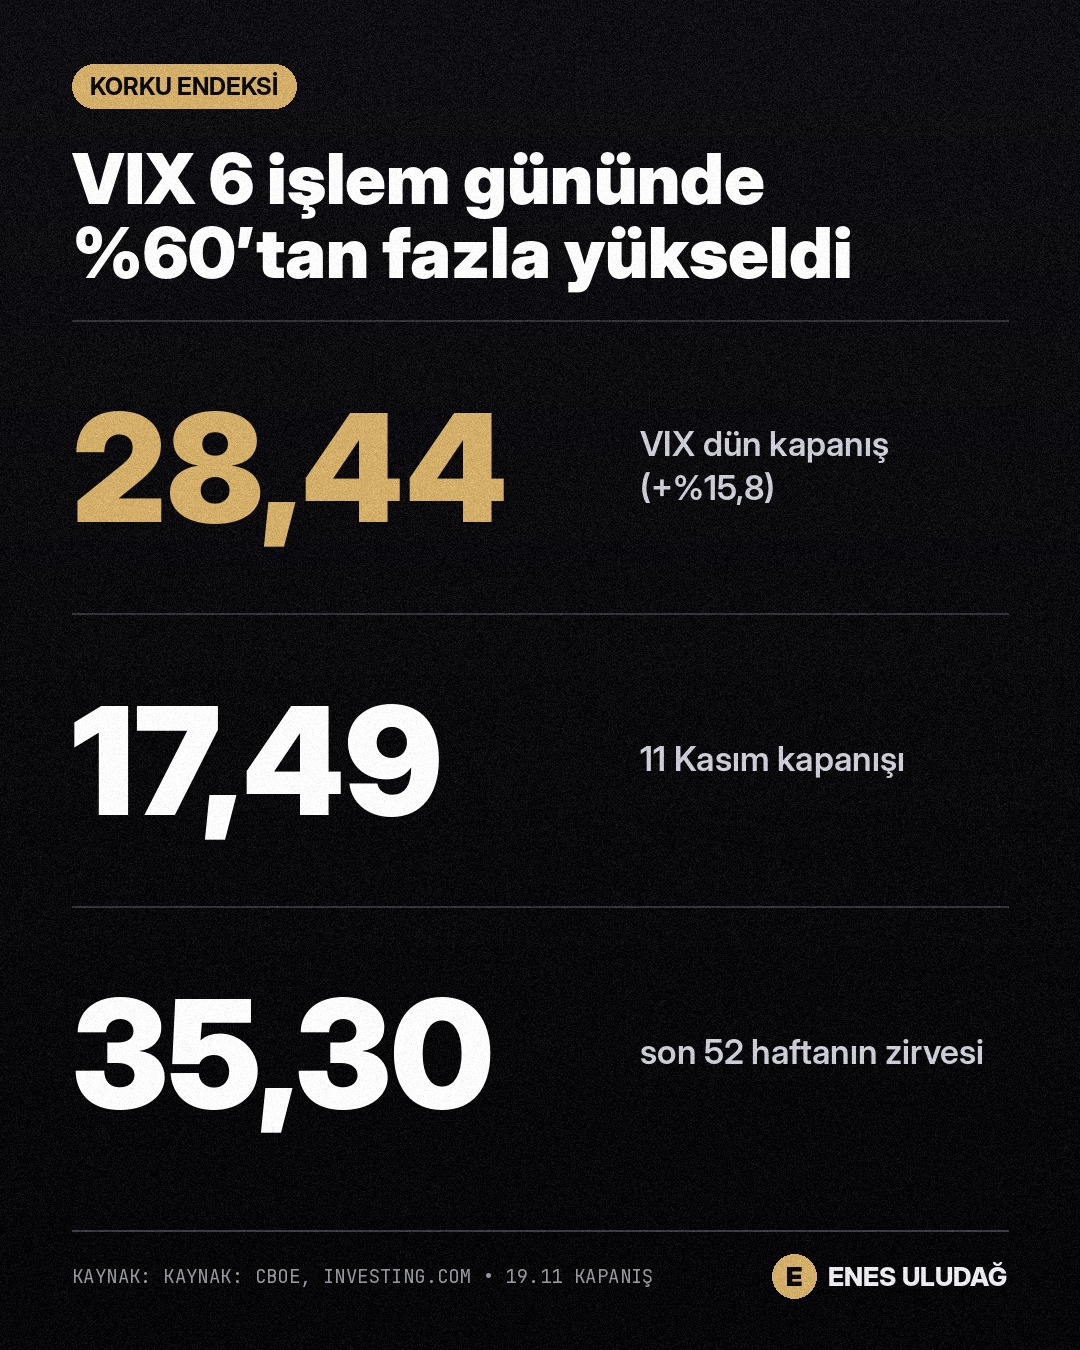 KORKU ENDEKSİ
VIX 6 işlem gününde
%60'tan fazla yükseldi
28,44
VIX dün kapanış
(+%15,8)
17,49
11 Kasım kapanışı
35,30
son 52 haftanın zirvesi
KAYNAK: KAYNAK: CBOE, INVESTING.COM • 19.11 KAPANIŞ
E ENES ULUDAĞ